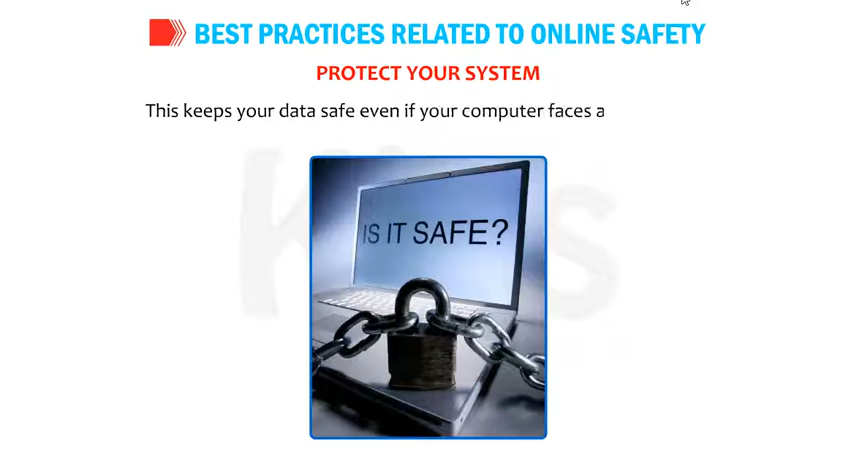 BEST PRACTICES RELATED TO ONLINE SAFETY
PROTECT YOUR SYSTEM
This keeps your data safe even if your computer faces a
IS IT SAFE?